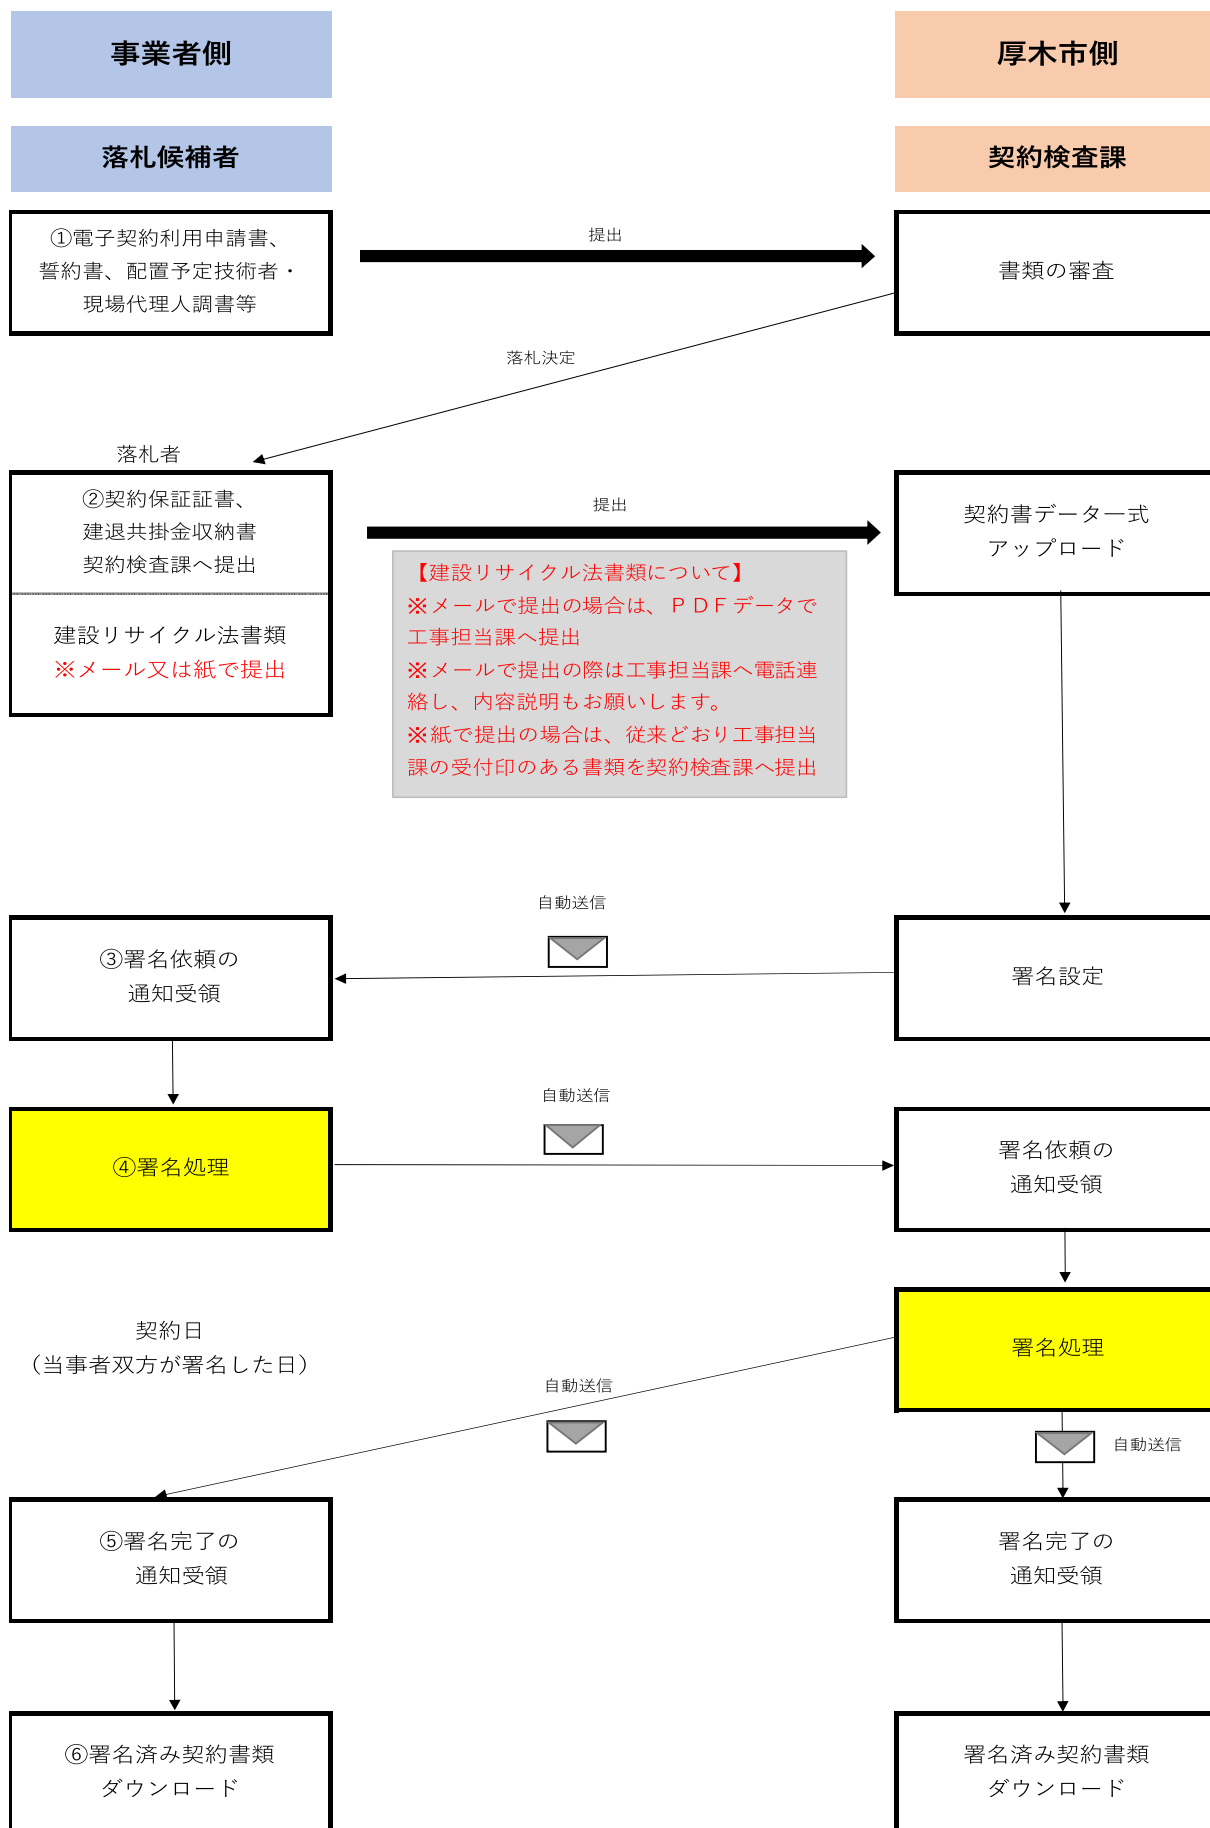 事業者側
厚木市側
落札候補者
契約検査課
①電子契約利用申請書、
誓約書、配置予定技術者・
現場代理人調書等
提出
書類の審査
落札決定
落札者
②契約保証証書、
建退共掛金収納書
契約検査課へ提出
建設リサイクル法書類
※メール又は紙で提出
提出
契約書データ一式
アップロード
【建設リサイクル法書類について】
※メールで提出の場合は、ＰＤＦデータで
工事担当課へ提出
※メールで提出の際は工事担当課へ電話連
絡し、内容説明もお願いします。
※紙で提出の場合は、従来どおり工事担当
課の受付印のある書類を契約検査課へ提出
自動送信
③署名依頼の
通知受領
署名設定
自動送信
④署名処理
署名依頼の
通知受領
契約日
（当事者双方が署名した日）
署名処理
自動送信
自動送信
⑤署名完了の
通知受領
署名完了の
通知受領
⑥署名済み契約書類
ダウンロード
署名済み契約書類
ダウンロード